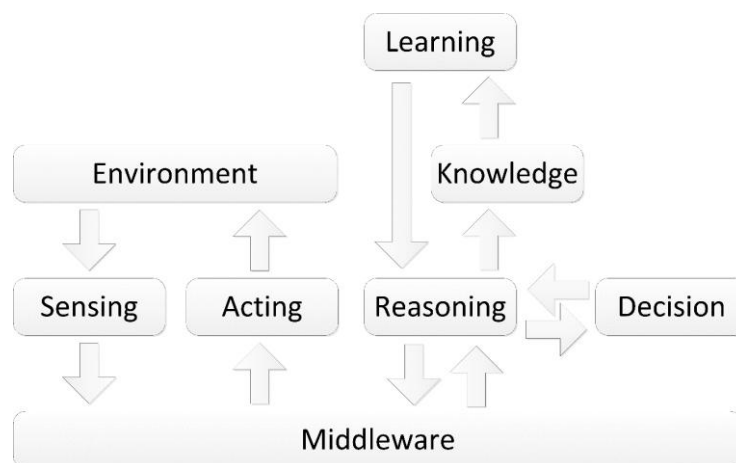 Learning
Environment
Knowledge
Sensing
Acting
Reasoning
Decision
Middleware